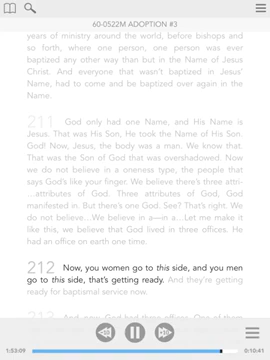 60-0522M ADOPTION #3
years of ministry around the world, before bishops and
so forth, where one person, one person was ever
baptized any other way than but in the Name of Jesus
Christ. And everyone that wasn't baptized in Jesus'
Name, had to come and be baptized over again in the
Name.
211 God only had one Name, and His Name is
Jesus. That was His Son, He took the Name of His Son.
God! Now, Jesus, the body was a man. We know that.
That was the Son of God that was overshadowed. Now
we do not believe in a oneness type, the people that
says God's like your finger. We believe there's three attri-
…attributes of God. Three attributes of God, God
manifested in. But there's one God. See? That's right. We
do not believe…We believe in a—in a…Let me make it
like this, we believe that God lived in three offices. He
had an office on earth one time.
212 Now, you women go to this side, and you men
go to this side, that's getting ready. And they're getting
ready for baptismal service now.
213 And, now, God had three offices. One of them
1:53:09
0:10:41